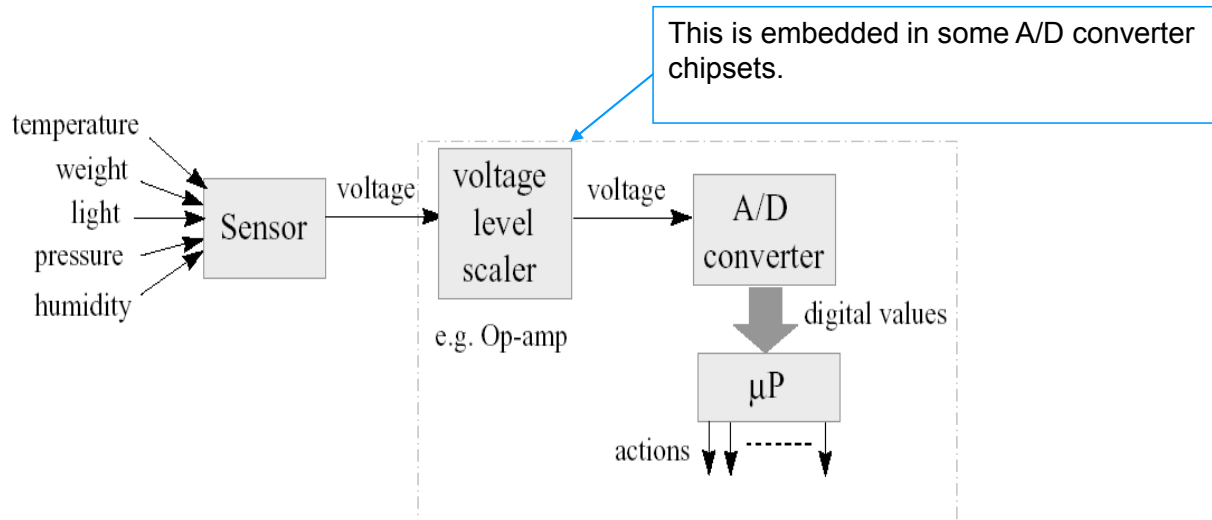 This is embedded in some A/D converter
chipsets.
temperature
weight
light
pressure
humidity
Sensor
voltage
voltage
level
scaler
e.g. Op-amp
voltage
A/D
converter
digital values
μP
actions